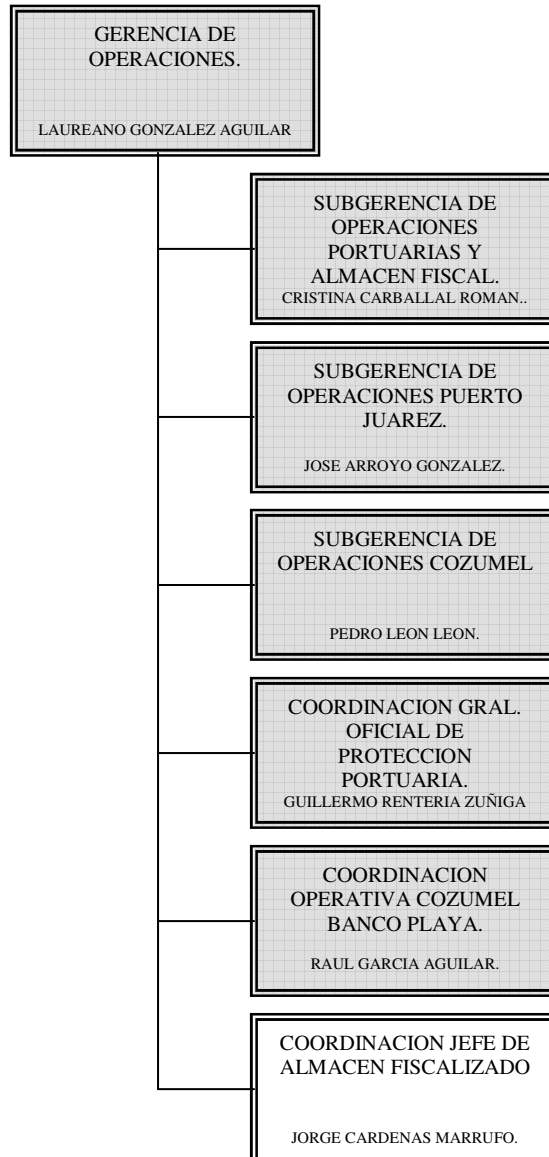 GERENCIA DE
OPERACIONES.
LAUREANO GONZALEZ AGUILAR
SUBGERENCIA DE
OPERACIONES
PORTUARIAS Y
ALMACEN FISCAL.
CRISTINA CARBALLAL ROMAN..
SUBGERENCIA DE
OPERACIONES PUERTO
JUAREZ.
JOSE ARROYO GONZALEZ.
SUBGERENCIA DE
OPERACIONES COZUMEL
PEDRO LEON LEON.
COORDINACION GRAL.
OFICIAL DE
PROTECCION
PORTUARIA.
GUILLERMO RENTERIA ZUÑIGA
COORDINACION
OPERATIVA COZUMEL
BANCO PLAYA.
RAUL GARCIA AGUILAR.
COORDINACION JEFE DE
ALMACEN FISCALIZADO
JORGE CARDENAS MARRUFO.